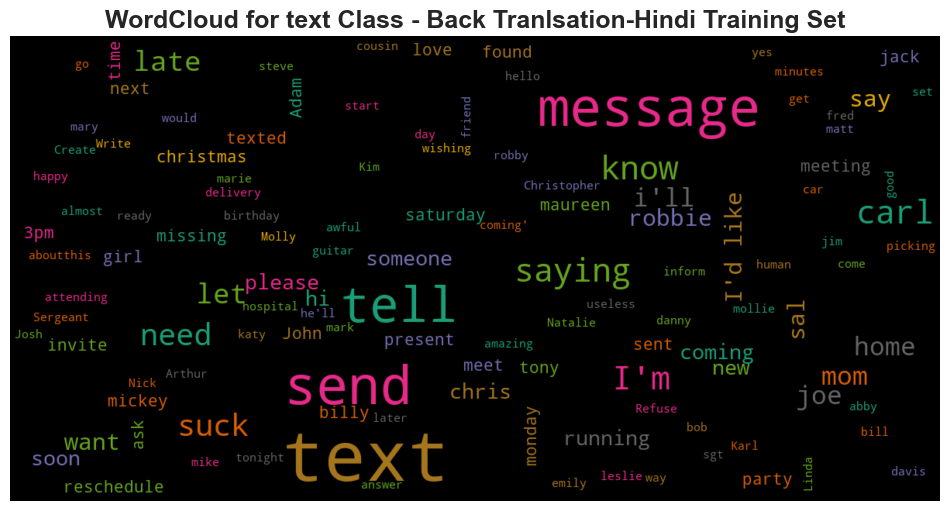 WordCloud for text Class - Back Tranlsation-Hindi Training Set
cousin love found yes
go time late steve hello minutes jack
next Adam start message get say set
mary would friend day fred matt
Create Write texted wishing
christmas robby know meeting
happy marie Kim Christopher i'll car good
delivery maureen
almost ready birthday saturday robbie I'd like carl
3pm missing Molly awful coming' jim picking
aboutthis girl guitar someone saying inform human come
attending let please hi tell useless mollie sal
hospital he'll
Sergeant Natalie danny
Josh invite need katy John mark present amazing sent coming home
Arthur meet tony new
Nick send chris I'm mom
mickey joe abby
billy later Refuse
suck monday bob bill
want ask text running Karl
soon mike tonight sgt
reschedule answer emily leslie way party Linda davis